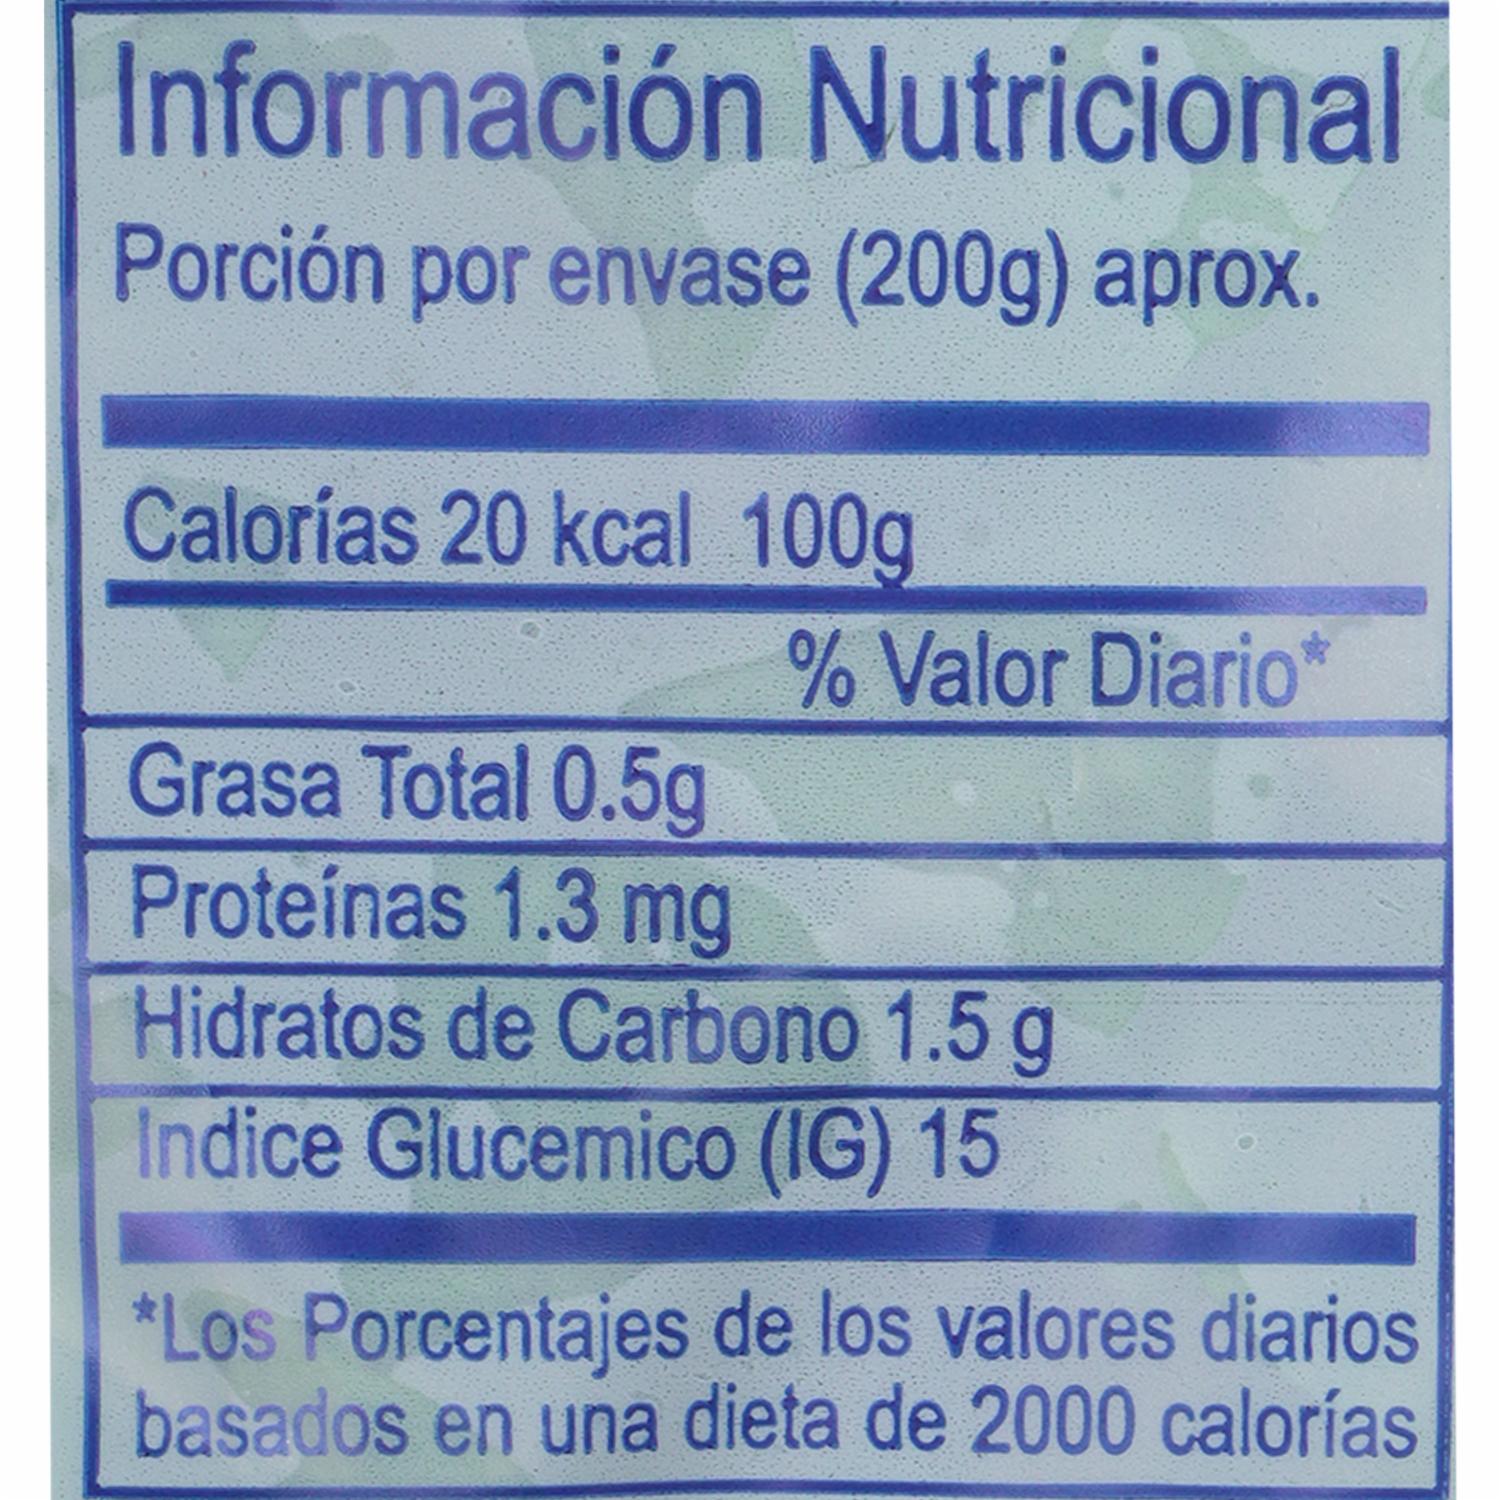 Información Nutricional
Porción por envase (200g) aprox.
Calorías 20 kcal 100g
% Valor Diario*
Grasa Total 0.5g
Proteínas 1.3 mg
Hidratos de Carbono 1.5 g
Indice Glucemico (IG) 15
*Los Porcentajes de los valores diarios
basados en una dieta de 2000 calorías